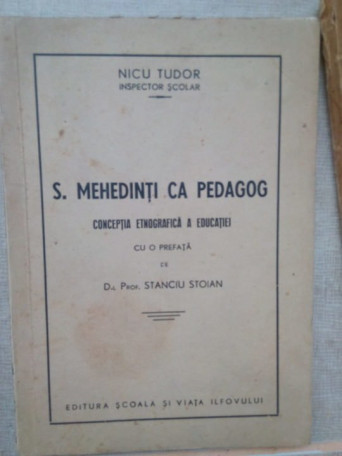 NICU TUDOR
INSPECTOR ȘCOLAR
S. MEHEDINȚI CA PEDAGOG
CONCEPȚIA ETNOGRAFICĂ A EDUCAȚIEI
CU O PREFAȚĂ
DE
D. PROF. STANCIU STOIAN
EDITURA ȘCOALA ȘI VIAȚA ILFOVULUI